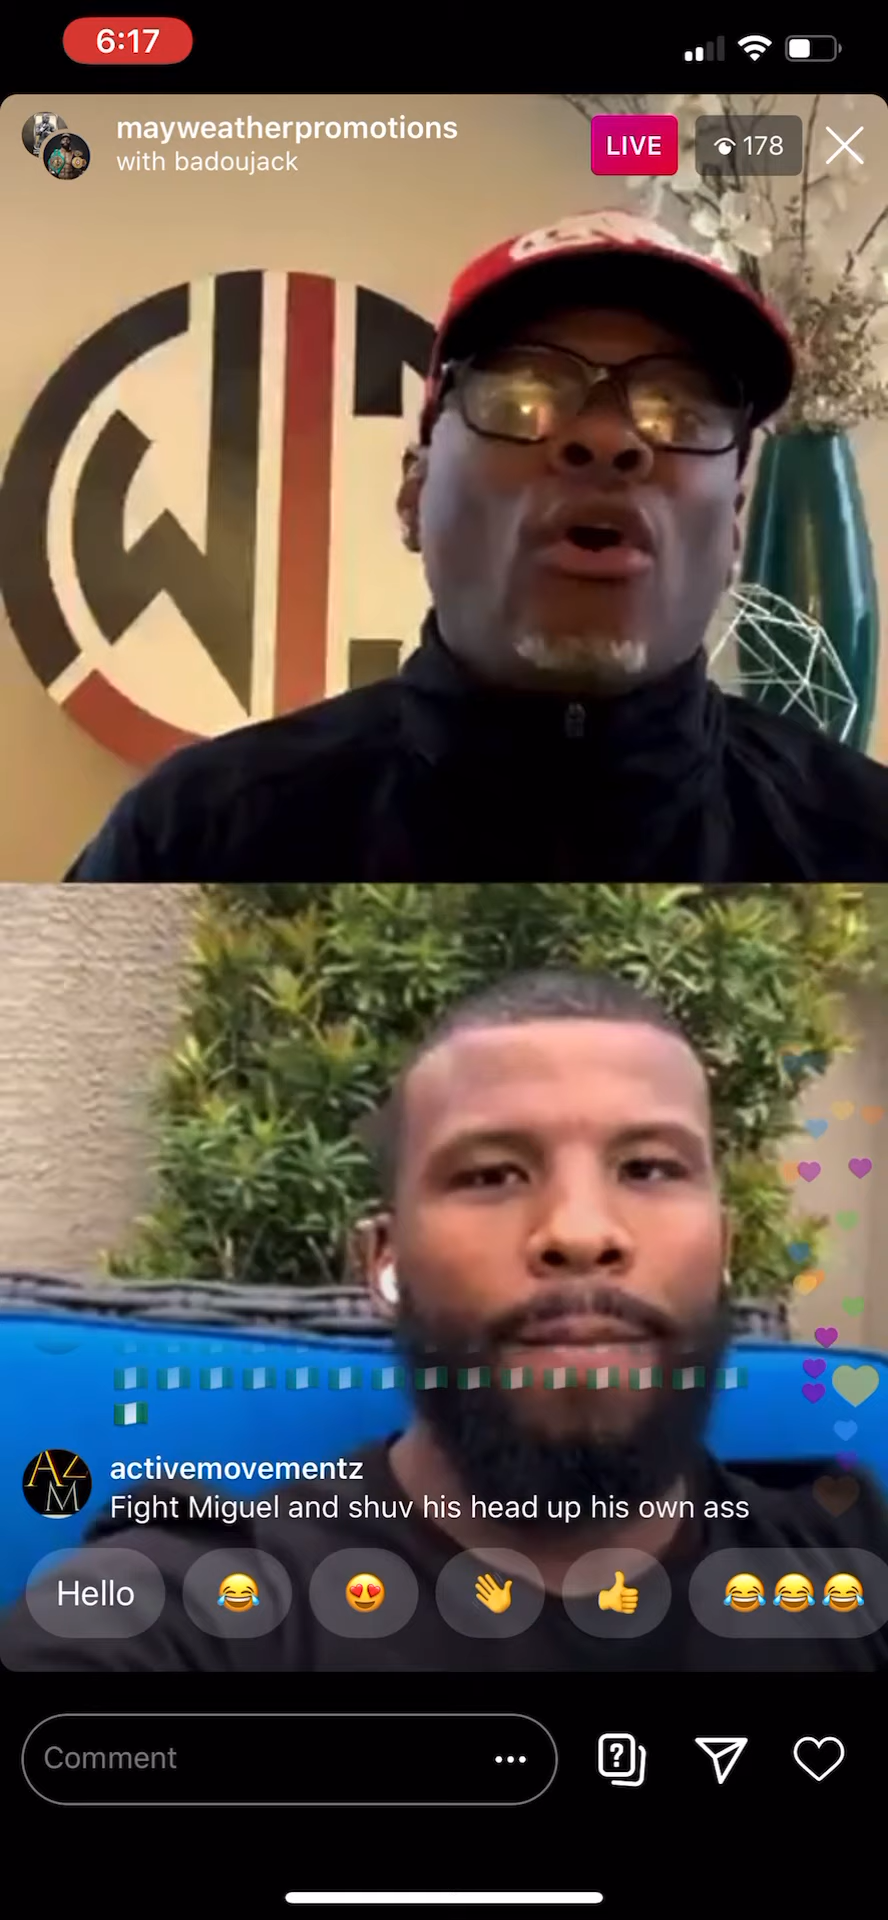 6:17
mayweatherpromotions
with badoujack
LIVE
178
activemovementz
AZ
M
Fight Miguel and shuv his head up his own ass
Hello
Comment